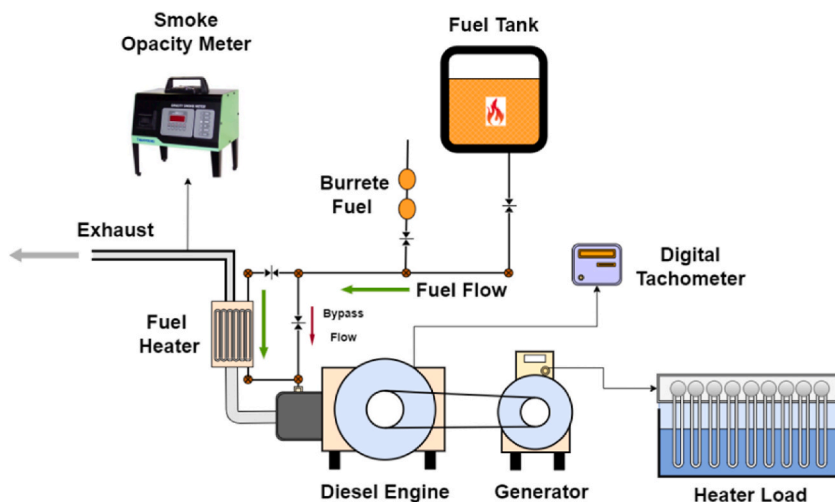 Smoke
Opacity Meter
Fuel Tank
Burrete
Fuel
Exhaust
Digital
Tachometer
Fuel Flow
Bypass
Flow
Fuel
Heater
Diesel Engine
Generator
Heater Load